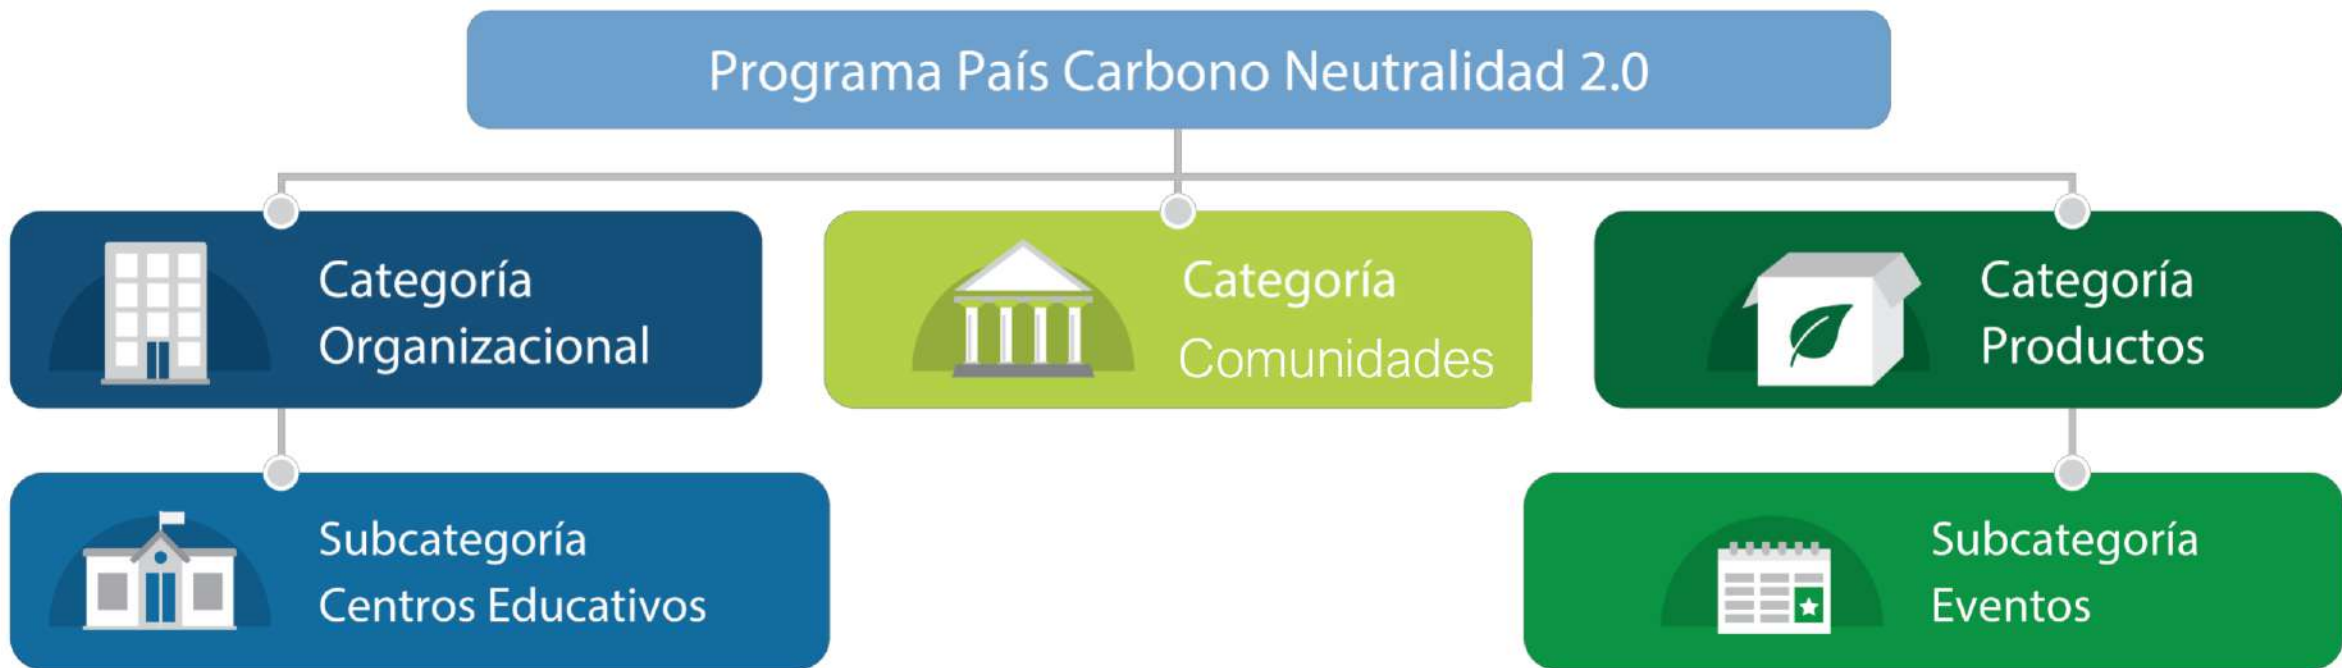 Programa País Carbono Neutralidad 2.0
Categoría
Organizacional
Categoría
Comunidades
Categoría
Productos
Subcategoría
Centros Educativos
Subcategoría
Eventos